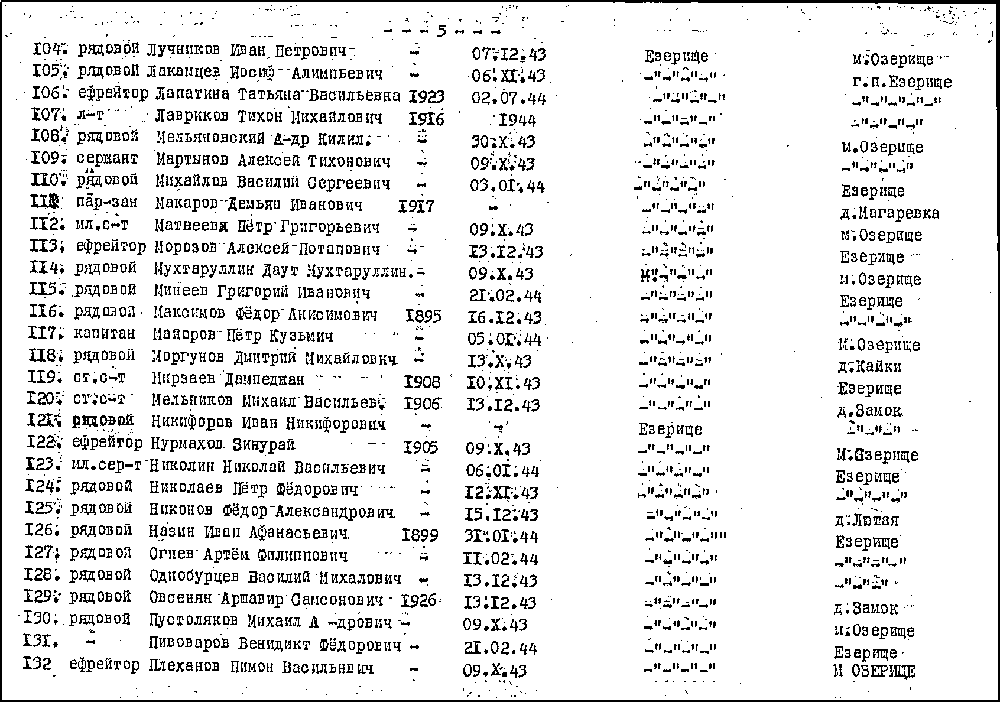 - - - 5 - - -
I04. рядовой Лучников Иван Петрович - 07.I2.43 Езерище м.Озерище
I05. рядовой Лакамцев Иосиф Алимпьевич - 06.XI.43 -"-"-"-" г.п.Езерище
I06. ефрейтор Лапатина Татьяна Васильевна I923 02.07.44 -"-"-"-" -"-"-"-"-"
I07. л-т Лавриков Тихон Михайлович I9I6 I944 -"-"-"-" -"-"-"-"
I08. рядовой Мельяновский А-др Килил. - 30.X.43 -"-"-"-" м.Озерище
I09. сержант Мартынов Алексей Тихонович - 09.X.43 -"-"-"-" -"-"-"-"
II0. рядовой Михайлов Василий Сергеевич - 03.0I.44 -"-"-"-" Езерище
III пар-зан Макаров Демьян Иванович I9I7 - -"-"-"-" д.Магаревка
II2. мл.с-т Матвеевя Пётр Григорьевич - 09.X.43 -"-"-"-" м.Озерище
II3. ефрейтор Морозов Алексей Потапович - I3.I2.43 -"-"-"-" Езерище
II4. рядовой Мухтаруллин Даут Мухтаруллин.- 09.X.43 м"-"-"-" м.Озерище
II5. рядовой Минеев Григорий Иванович - 2I.02.44 -"-"-"-" Езерище
II6. рядовой Максимов Фёдор Анисимович I895 I6.I2.43 -"-"-"-" -"-"-"-"
II7. капитан Майоров Пётр Кузьмич - 05.0I.44 -"-"-"-" М.Озерище
II8. рядовой Моргунов Дмитрий Михайлович - I3.X.43 -"-"-"-" д.Кайки
II9. ст.с-т Мирзаев Дампеджан I908 I0.XI.43 -"-"-"-" Езерище
I20. ст.с-т Мельников Михаил Васильев. I906 I3.I2.43 -"-"-"-" д.Замок
I2I. рядовой Никифоров Иван Никифорович - - Езерище -"-"-"
I22. ефрейтор Нурмахов Зинурай I905 09.X.43 -"-"-"-" М.Озерище
I23. мл.сер-т Николин Николай Васильевич - 06.0I.44 -"-"-"-" Езерище
I24. рядовой Николаев Пётр Фёдорович - I2.XI.43 -"-"-"-" -"-"-"-"
I25. рядовой Никонов Фёдор Александрович - I5.I2.43 -"-"-"-" д.Лютая
I26. рядовой Назин Иван Афанасьевич I899 3I.0I.44 -"-"-"-"" Езерище
I27. рядовой Огнев Артём Филиппович - II.02.44 -"-"-"-" -"-"-"-"
I28. рядовой Однобурцев Василий Михалович - I3.I2.43 -"-"-"-" -"-"-"
I29. рядовой Овсенян Аршавир Самсонович I926 I3.I2.43 -"-"-"-" д.Замок
I30. рядовой Пустоляков Михаил А -дрович - 09.X.43 -"-"-"-" м.Озерище
I3I. - Пивоваров Венидикт Фёдорович - 2I.02.44 -"-"-"-" Езерище
I32 ефрейтор Плеханов Пимон Васильнвич - 09.X.43 -"-"-"-" М ОЗЕРИЩЕ